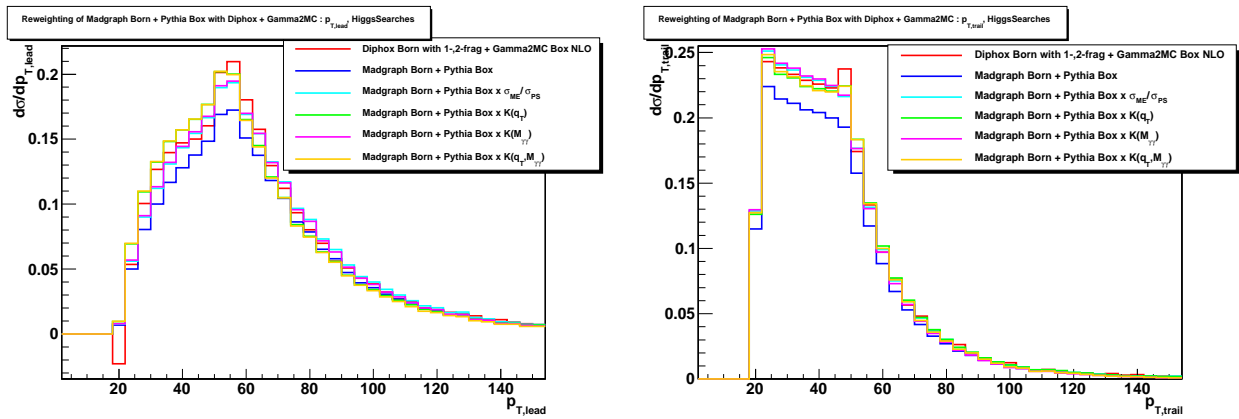 Reweighting of Madgraph Born + Pythia Box with Diphox + Gamma2MC : p_T,lead, HiggsSearches
dσ/dp_T,lead
Diphox Born with 1-,2-frag + Gamma2MC Box NLO
Madgraph Born + Pythia Box
Madgraph Born + Pythia Box x σ_ME/σ_PS
Madgraph Born + Pythia Box x K(q_T)
Madgraph Born + Pythia Box x K(M_γγ)
Madgraph Born + Pythia Box x K(q_T,M_γγ)
0.2
0.15
0.1
0.05
0
20 40 60 80 100 120 140
p_T,lead
Reweighting of Madgraph Born + Pythia Box with Diphox + Gamma2MC : p_T,trail, HiggsSearches
dσ/dp_T,trail
Diphox Born with 1-,2-frag + Gamma2MC Box NLO
Madgraph Born + Pythia Box
Madgraph Born + Pythia Box x σ_ME/σ_PS
Madgraph Born + Pythia Box x K(q_T)
Madgraph Born + Pythia Box x K(M_γγ)
Madgraph Born + Pythia Box x K(q_T,M_γγ)
0.25
0.2
0.15
0.1
0.05
0
20 40 60 80 100 120 140
p_T,trail